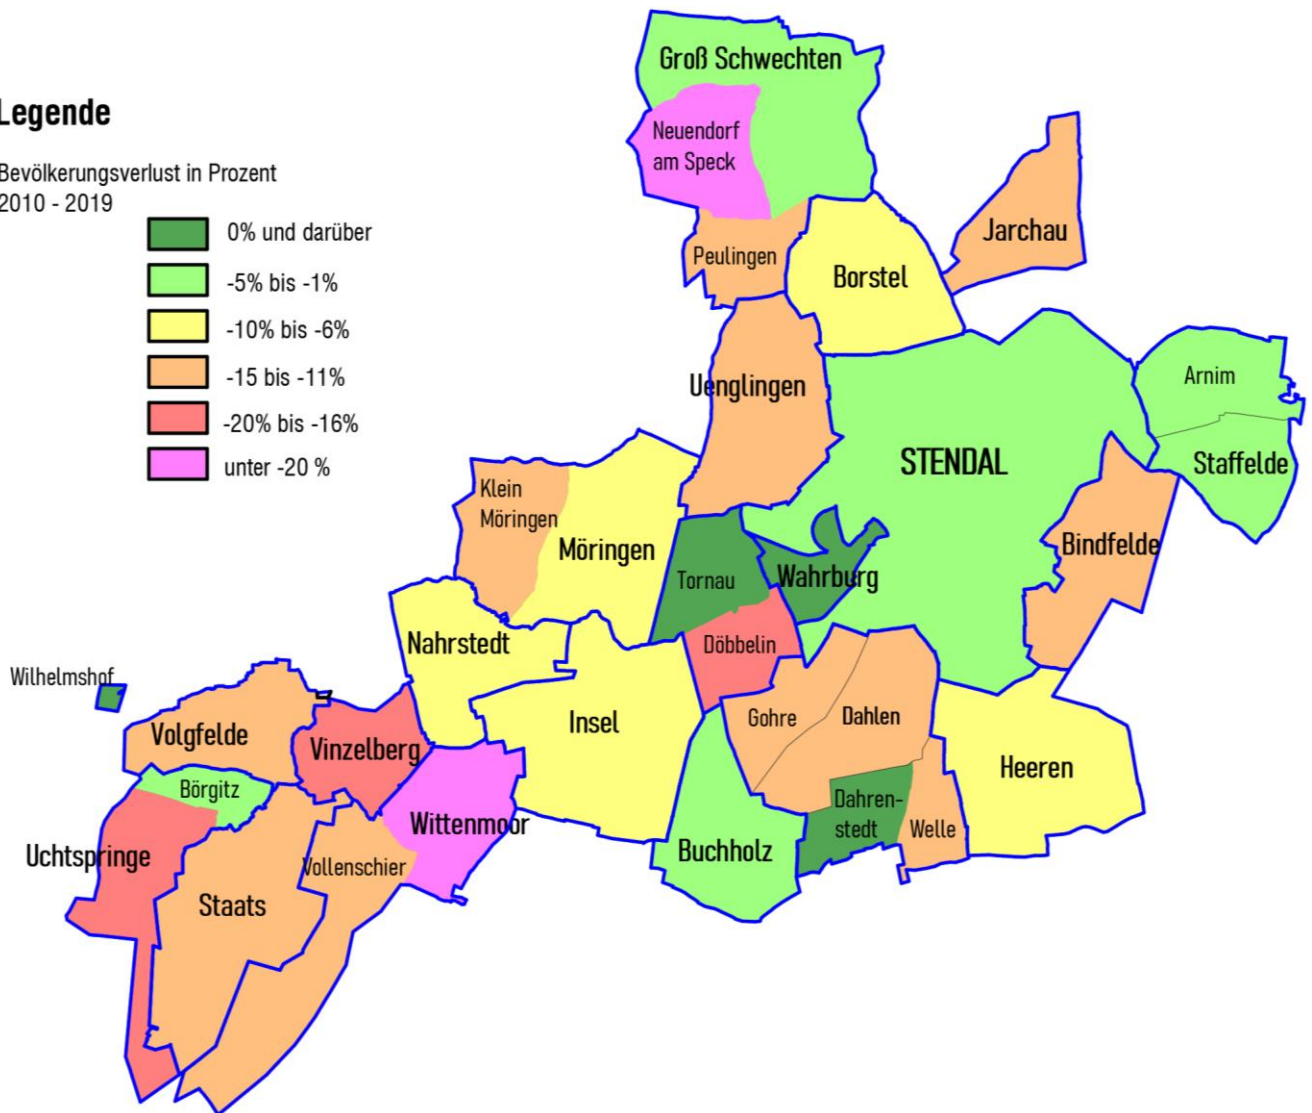 Legende
Bevölkerungsverlust in Prozent
2010 - 2019
0% und darüber
-5% bis -1%
-10% bis -6%
-15 bis -11%
-20% bis -16%
unter -20 %
Groß Schwechten
Neuendorf
am Speck
Peulingen
Borstel
Jarchau
Uenglingen
Arnim
STENDAL
Staffelde
Klein
Möringen
Möringen
Bindfelde
Tornau
Wahrburg
Nahrstedt
Döbbelin
Wilhelmshof
Volgfelde
Vinzelberg
Insel
Gohre
Dahlen
Heeren
Börgitz
Dahren-
stedt
Welle
Wittenmoor
Buchholz
Uchtspringe
Vollenschier
Staats